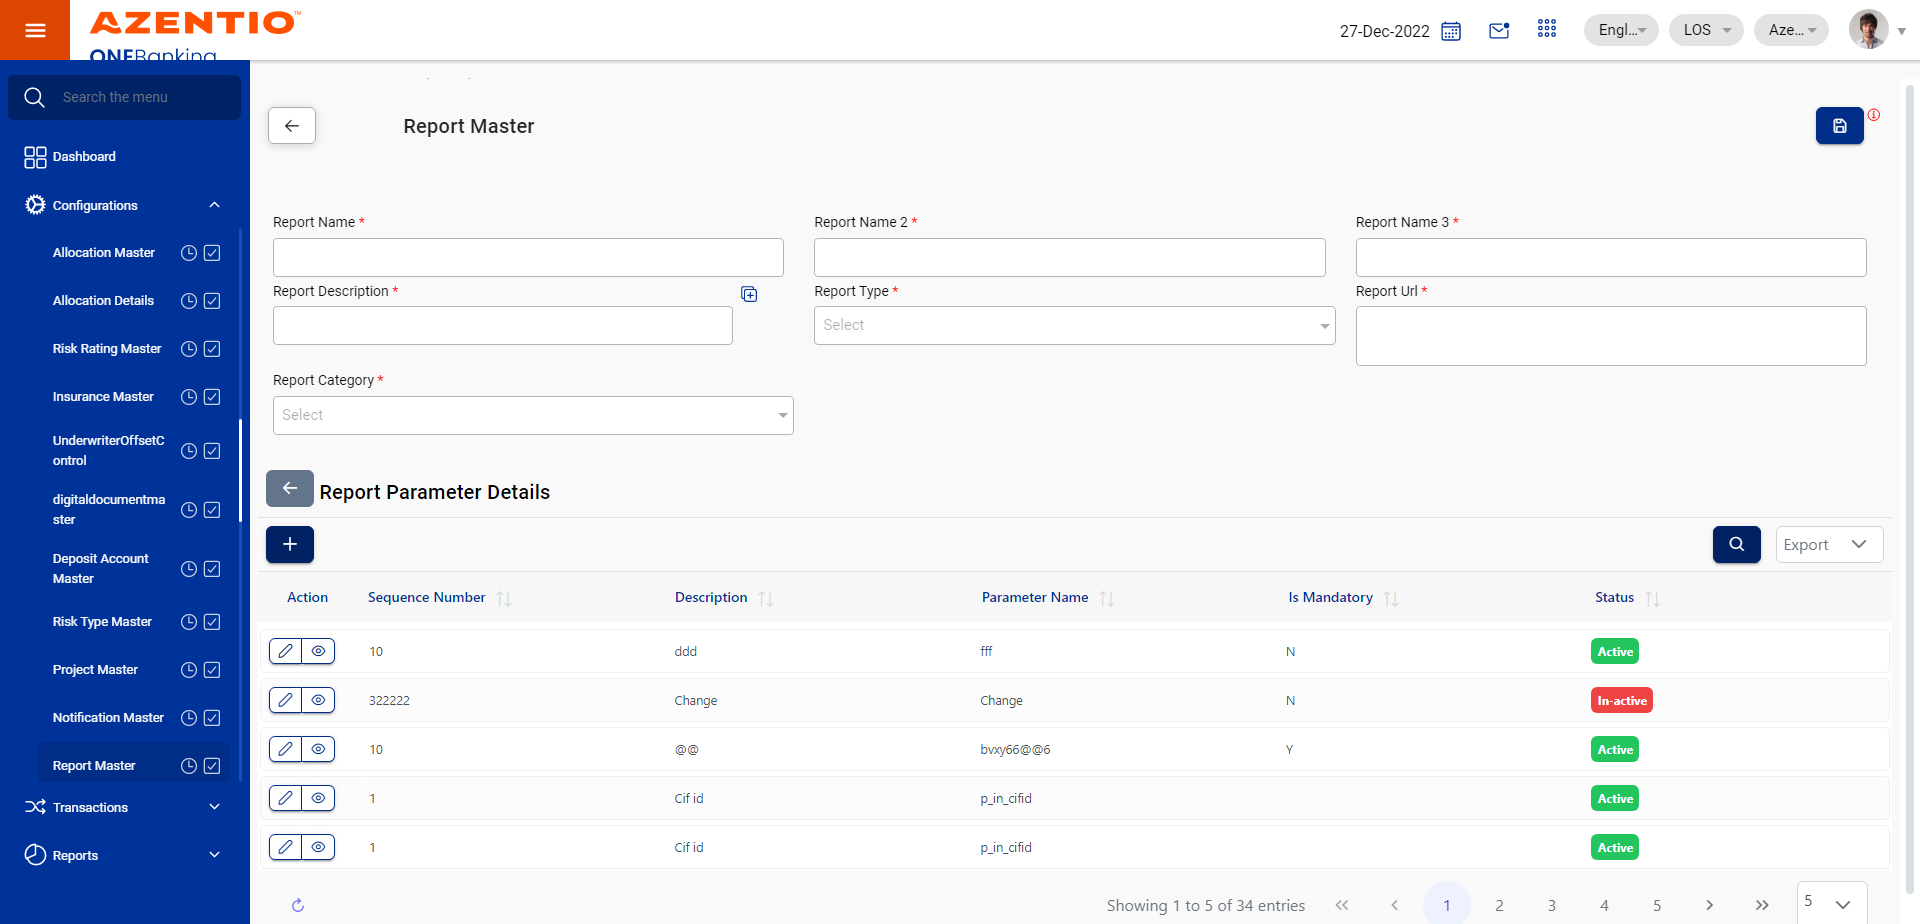 AZENTIO™
ONEBanking
27-Dec-2022
Engl...
LOS
Aze...
Search the menu
Dashboard
Configurations
Allocation Master
Allocation Details
Risk Rating Master
Insurance Master
UnderwriterOffsetC
ontrol
digitaldocumentma
ster
Deposit Account
Master
Risk Type Master
Project Master
Notification Master
Report Master
Transactions
Reports
Report Master
Report Name *
Report Name 2 *
Report Name 3 *
Report Description *
Report Type *
Report Url *
Select
Report Category *
Select
Report Parameter Details
Export
Action Sequence Number Description Parameter Name Is Mandatory Status
10 ddd fff N Active
322222 Change Change N In-active
10 @@ bvxy66@@6 Y Active
1 Cif id p_in_cifid Active
1 Cif id p_in_cifid Active
Showing 1 to 5 of 34 entries « ‹ 1 2 3 4 5 › » 5